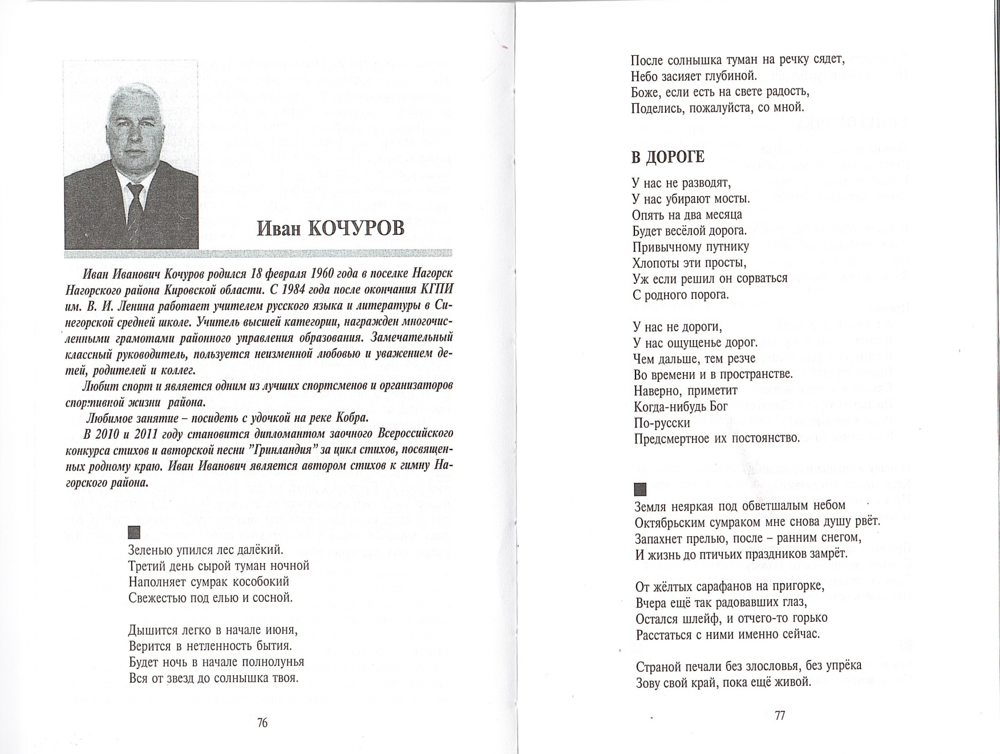 Иван КОЧУРОВ
Иван Иванович Кочуров родился 18 февраля 1960 года в поселке Нагорск
Нагорского района Кировской области. С 1984 года после окончания КГПИ
им. В. И. Ленина работает учителем русского языка и литературы в Си-
негорской средней школе. Учитель высшей категории, награжден многочис-
ленными грамотами районного управления образования. Замечательный
классный руководитель, пользуется неизменной любовью и уважением де-
тей, родителей и коллег.
Любит спорт и является одним из лучших спортсменов и организаторов
спортивной жизни района.
Любимое занятие – посидеть с удочкой на реке Кобра.
В 2010 и 2011 году становится дипломантом заочного Всероссийского
конкурса стихов и авторской песни "Гринландия" за цикл стихов, посвящен-
ных родному краю. Иван Иванович является автором стихов к гимну На-
горского района.
Зеленью упился лес далёкий.
Третий день сырой туман ночной
Наполняет сумрак кособокий
Свежестью под елью и сосной.
Дышится легко в начале июня,
Верится в нетленность бытия.
Будет ночь в начале полнолунья
Вся от звезд до солнышка твоя.
76
После солнышка туман на речку сядет,
Небо засияет глубиной.
Боже, если есть на свете радость,
Поделись, пожалуйста, со мной.
В ДОРОГЕ
У нас не разводят,
У нас убирают мосты.
Опять на два месяца
Будет весёлой дорога.
Привычному путнику
Хлопоты эти просты,
Уж если решил он сорваться
С родного порога.
У нас не дороги,
У нас ощущенье дорог.
Чем дальше, тем резче
Во времени и в пространстве.
Наверно, приметит
Когда-нибудь Бог
По-русски
Предсмертное их постоянство.
Земля неяркая под обветшалым небом
Октябрьским сумраком мне снова душу рвёт.
Запахнет прелью, после – ранним снегом,
И жизнь до птичьих праздников замрёт.
От жёлтых сарафанов на пригорке,
Вчера ещё так радовавших глаз,
Остался шлейф, и отчего-то горько
Расстаться с ними именно сейчас.
Страной печали без злословья, без упрёка
Зову свой край, пока ещё живой.
77